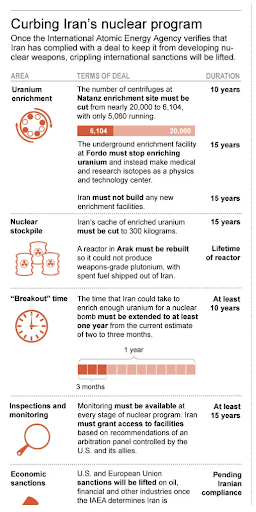 Curbing Iran's nuclear program
Once the International Atomic Energy Agency verifies that
Iran has complied with a deal to keep it from developing nu-
clear weapons, crippling international sanctions will be lifted.
AREA TERMS OF DEAL DURATION
Uranium
enrichment
The number of centrifuges at
Natanz enrichment site must be
cut from nearly 20,000 to 6,104,
with only 5,060 running.
10 years
6,104 20,000
The underground enrichment facility
at Fordo must stop enriching
uranium and instead make medical
and research isotopes as a physics
and technology center.
15 years
Iran must not build any new
enrichment facilities.
15 years
Nuclear
stockpile
Iran's cache of enriched uranium
must be cut to 300 kilograms.
15 years
A reactor in Arak must be rebuilt
so it could not produce
weapons-grade plutonium, with
spent fuel shipped out of Iran.
Lifetime
of reactor
"Breakout" time
The time that Iran could take to
enrich enough uranium for a nuclear
bomb must be extended to at least
one year from the current estimate
of two to three months.
At least
10 years
1 year
3 months
Inspections and
monitoring
Monitoring must be available at
every stage of nuclear program. Iran
must grant access to facilities
based on recommendations of an
arbitration panel controlled by the
U.S. and its allies.
At least
15 years
Economic
sanctions
U.S. and European Union
sanctions will be lifted on oil,
financial and other industries once
the IAEA determines Iran is
Pending
Iranian
compliance